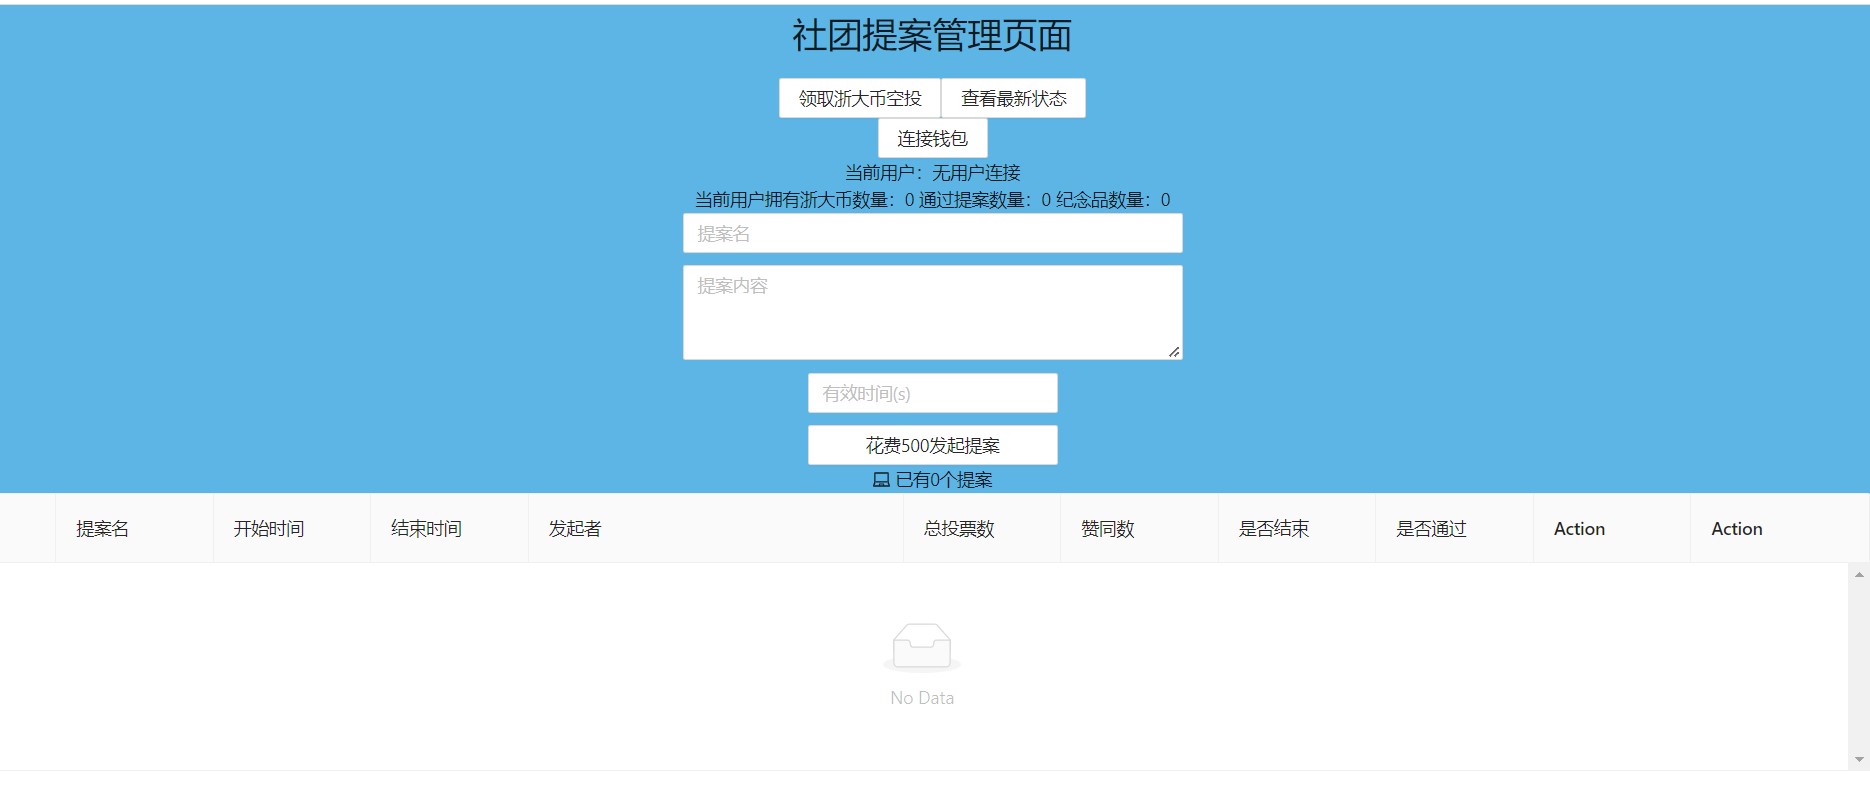 社团提案管理页面
领取浙大币空投 查看最新状态
连接钱包
当前用户：无用户连接
当前用户拥有浙大币数量：0 通过提案数量：0 纪念品数量：0
提案名
提案内容
有效时间(s)
花费500发起提案
已有0个提案
提案名 开始时间 结束时间 发起者 总投票数 赞同数 是否结束 是否通过 Action Action
No Data